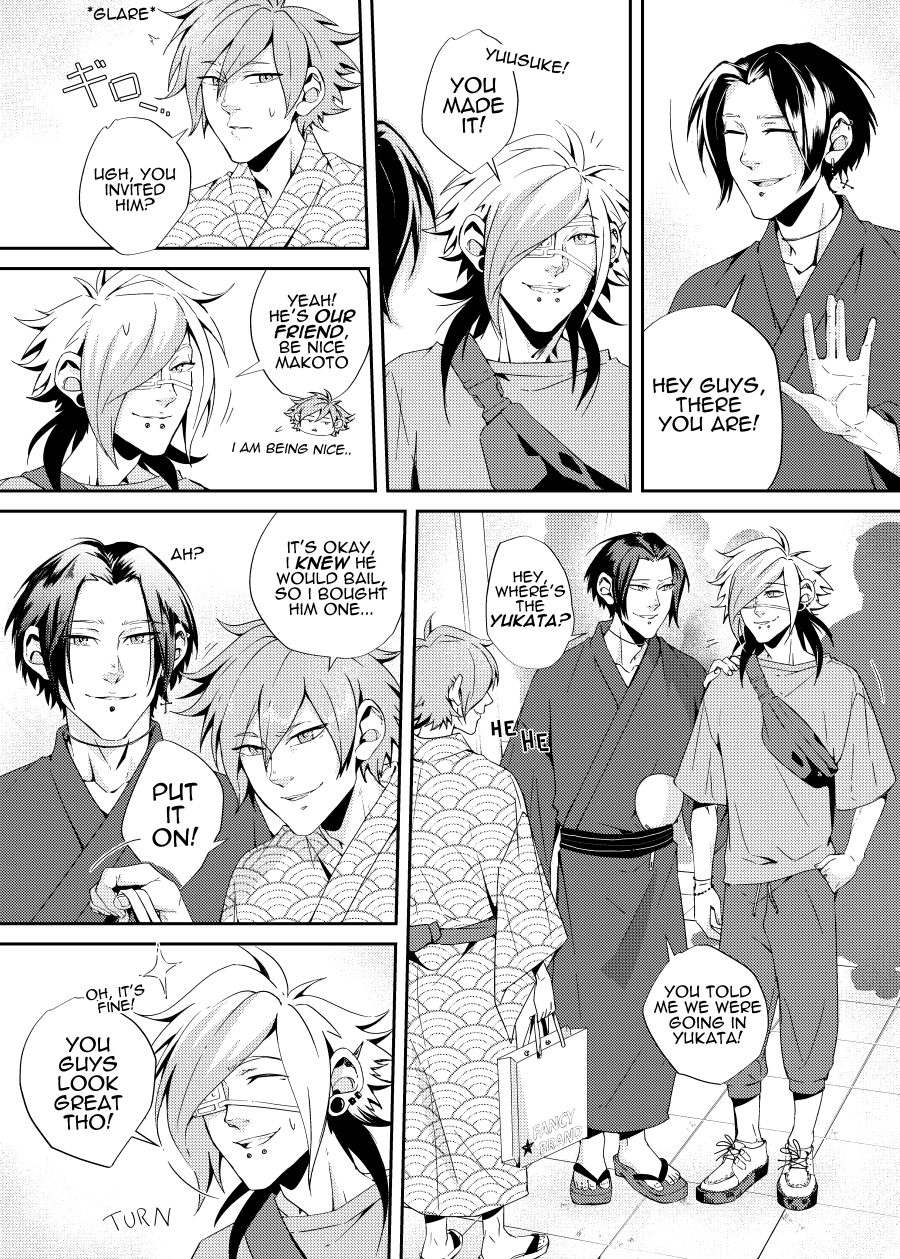 HEY GUYS,
THERE
YOU ARE!
YUUSUKE!
YOU
MADE
IT!
*GLARE*
ギロ…
UGH, YOU
INVITED
HIM?
YEAH!
HE'S OUR
FRIEND,
BE NICE
MAKOTO
I AM BEING NICE..
HEY,
WHERE'S
THE
YUKATA?
HE
HE
YOU TOLD
ME WE WERE
GOING IN
YUKATA!
FANCY
BRAND
IT'S OKAY,
I KNEW HE
WOULD BAIL,
SO I BOUGHT
HIM ONE...
AH?
PUT
IT
ON!
OH, IT'S
FINE!
YOU
GUYS
LOOK
GREAT
THO!
TURN